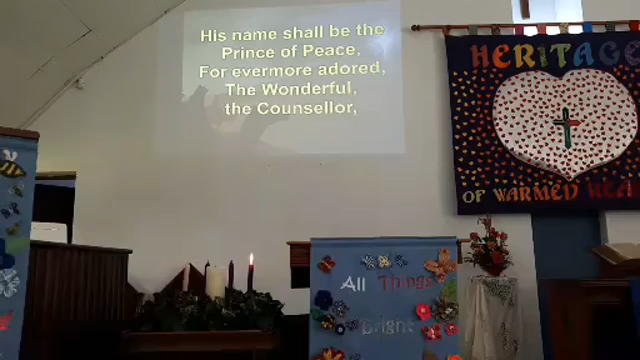 His name shall be the
Prince of Peace,
For evermore adored,
The Wonderful,
the Counsellor,
HERITAGE
OF WARMED HEA
All Things
Bright